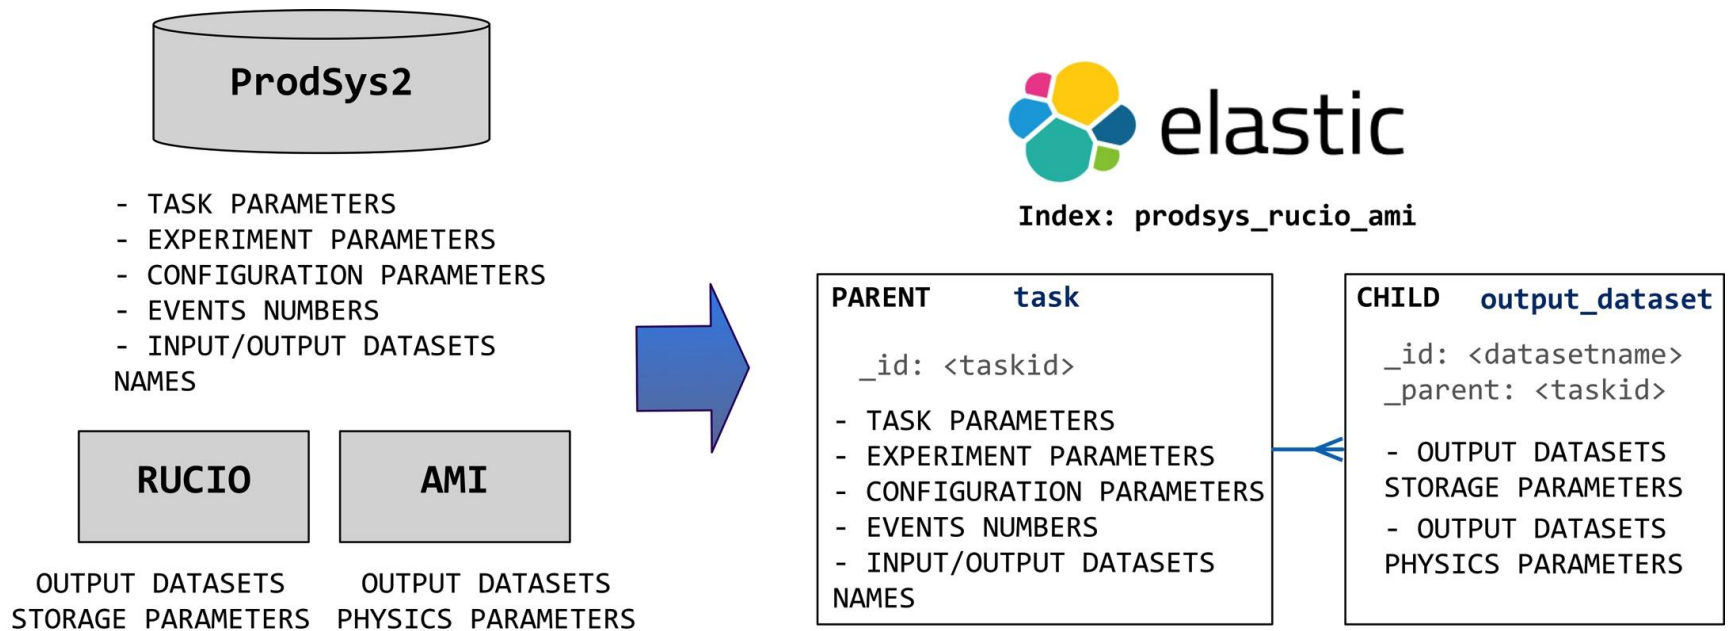 ProdSys2
- TASK PARAMETERS
- EXPERIMENT PARAMETERS
- CONFIGURATION PARAMETERS
- EVENTS NUMBERS
- INPUT/OUTPUT DATASETS
NAMES
RUCIO
OUTPUT DATASETS
STORAGE PARAMETERS
AMI
OUTPUT DATASETS
PHYSICS PARAMETERS
elastic
Index: prodsys_rucio_ami
PARENT task
_id: <taskid>
- TASK PARAMETERS
- EXPERIMENT PARAMETERS
- CONFIGURATION PARAMETERS
- EVENTS NUMBERS
- INPUT/OUTPUT DATASETS
NAMES
CHILD output_dataset
_id: <datasetname>
_parent: <taskid>
- OUTPUT DATASETS
STORAGE PARAMETERS
- OUTPUT DATASETS
PHYSICS PARAMETERS